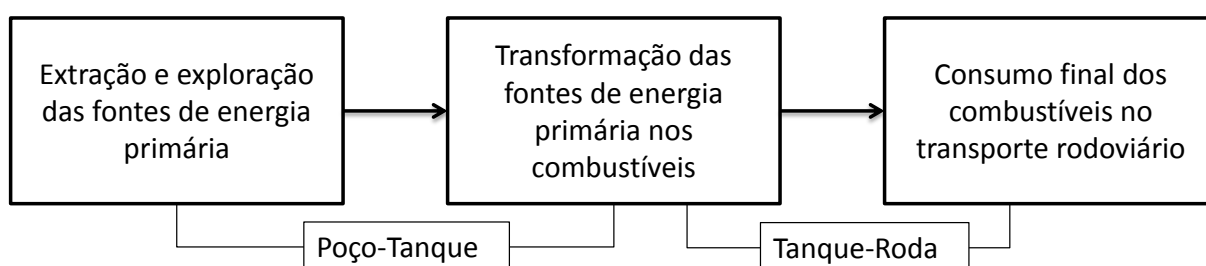 Extração e exploração
das fontes de energia
primária
Transformação das
fontes de energia
primária nos
combustíveis
Consumo final dos
combustíveis no
transporte rodoviário
Poço-Tanque
Tanque-Roda